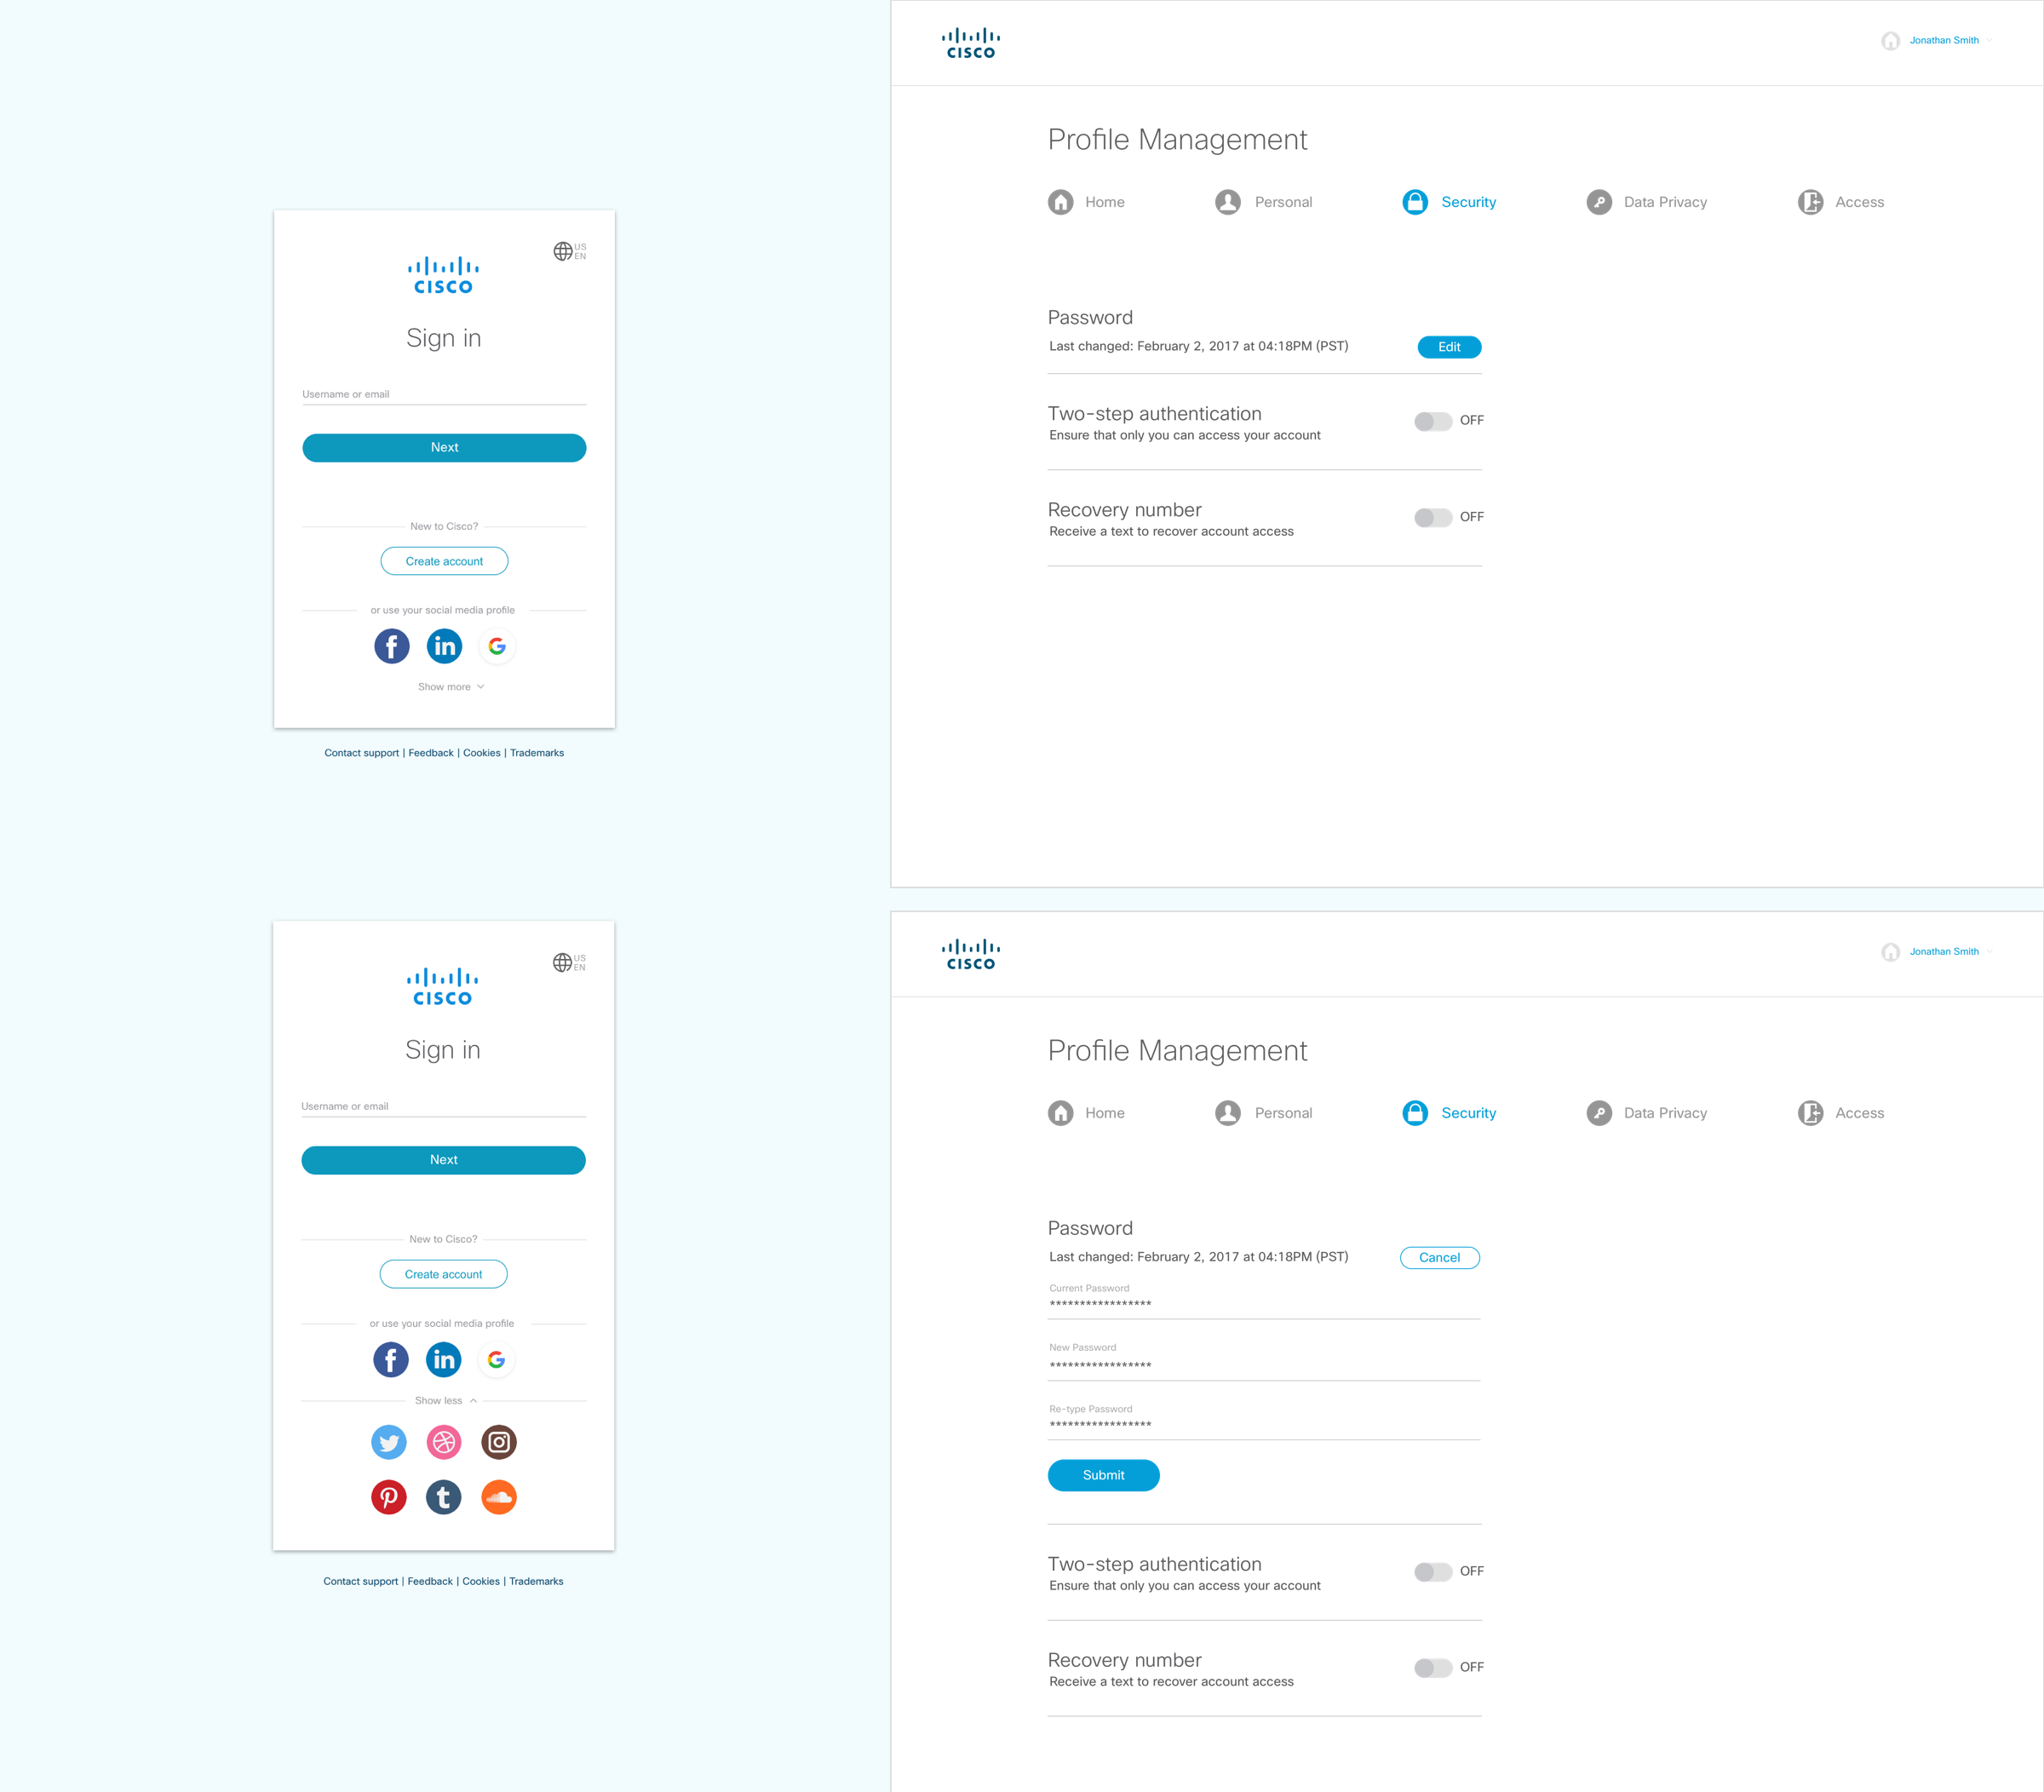 US
EN
CISCO
Sign in
Username or email
Next
New to Cisco?
Create account
or use your social media profile
f in G
Show more
Contact support | Feedback | Cookies | Trademarks
CISCO
Jonathan Smith
Profile Management
Home Personal Security Data Privacy Access
Password
Last changed: February 2, 2017 at 04:18PM (PST) Edit
Two-step authentication
OFF
Ensure that only you can access your account
Recovery number
OFF
Receive a text to recover account access
US
EN
CISCO
Sign in
Username or email
Next
New to Cisco?
Create account
or use your social media profile
f in G
Show less
t
Contact support | Feedback | Cookies | Trademarks
CISCO
Jonathan Smith
Profile Management
Home Personal Security Data Privacy Access
Password
Last changed: February 2, 2017 at 04:18PM (PST) Cancel
Current Password
*****************
New Password
*****************
Re-type Password
*****************
Submit
Two-step authentication
OFF
Ensure that only you can access your account
Recovery number
OFF
Receive a text to recover account access